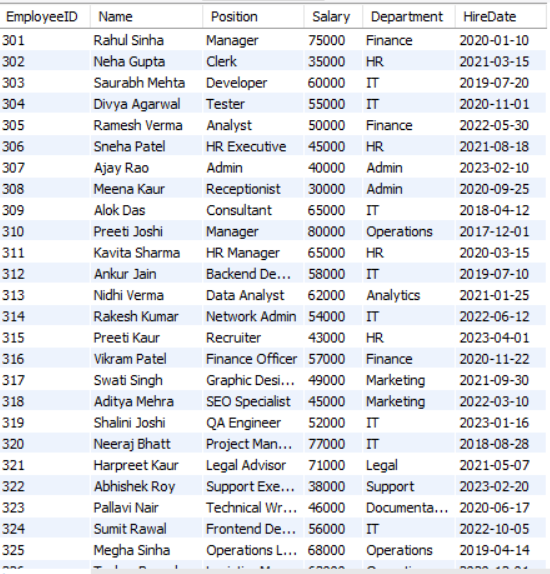 EmployeeID Name Position Salary Department HireDate
301 Rahul Sinha Manager 75000 Finance 2020-01-10
302 Neha Gupta Clerk 35000 HR 2021-03-15
303 Saurabh Mehta Developer 60000 IT 2019-07-20
304 Divya Agarwal Tester 55000 IT 2020-11-01
305 Ramesh Verma Analyst 50000 Finance 2022-05-30
306 Sneha Patel HR Executive 45000 HR 2021-08-18
307 Ajay Rao Admin 40000 Admin 2023-02-10
308 Meena Kaur Receptionist 30000 Admin 2020-09-25
309 Alok Das Consultant 65000 IT 2018-04-12
310 Preeti Joshi Manager 80000 Operations 2017-12-01
311 Kavita Sharma HR Manager 65000 HR 2020-03-15
312 Ankur Jain Backend De... 58000 IT 2019-07-10
313 Nidhi Verma Data Analyst 62000 Analytics 2021-01-25
314 Rakesh Kumar Network Admin 54000 IT 2022-06-12
315 Preeti Kaur Recruiter 43000 HR 2023-04-01
316 Vikram Patel Finance Officer 57000 Finance 2020-11-22
317 Swati Singh Graphic Desi... 49000 Marketing 2021-09-30
318 Aditya Mehra SEO Specialist 45000 Marketing 2022-03-10
319 Shalini Joshi QA Engineer 52000 IT 2023-01-16
320 Neeraj Bhatt Project Man... 77000 IT 2018-08-28
321 Harpreet Kaur Legal Advisor 71000 Legal 2021-05-07
322 Abhishek Roy Support Exe... 38000 Support 2023-02-20
323 Pallavi Nair Technical Wr... 46000 Documenta... 2020-06-17
324 Sumit Rawal Frontend De... 56000 IT 2022-10-05
325 Megha Sinha Operations L... 68000 Operations 2019-04-14